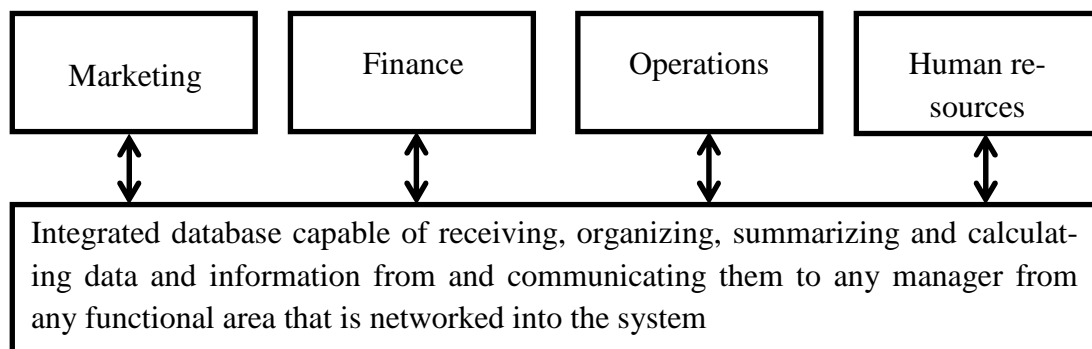 Marketing
Finance
Operations
Human re-
sources
Integrated database capable of receiving, organizing, summarizing and calculat-
ing data and information from and communicating them to any manager from
any functional area that is networked into the system